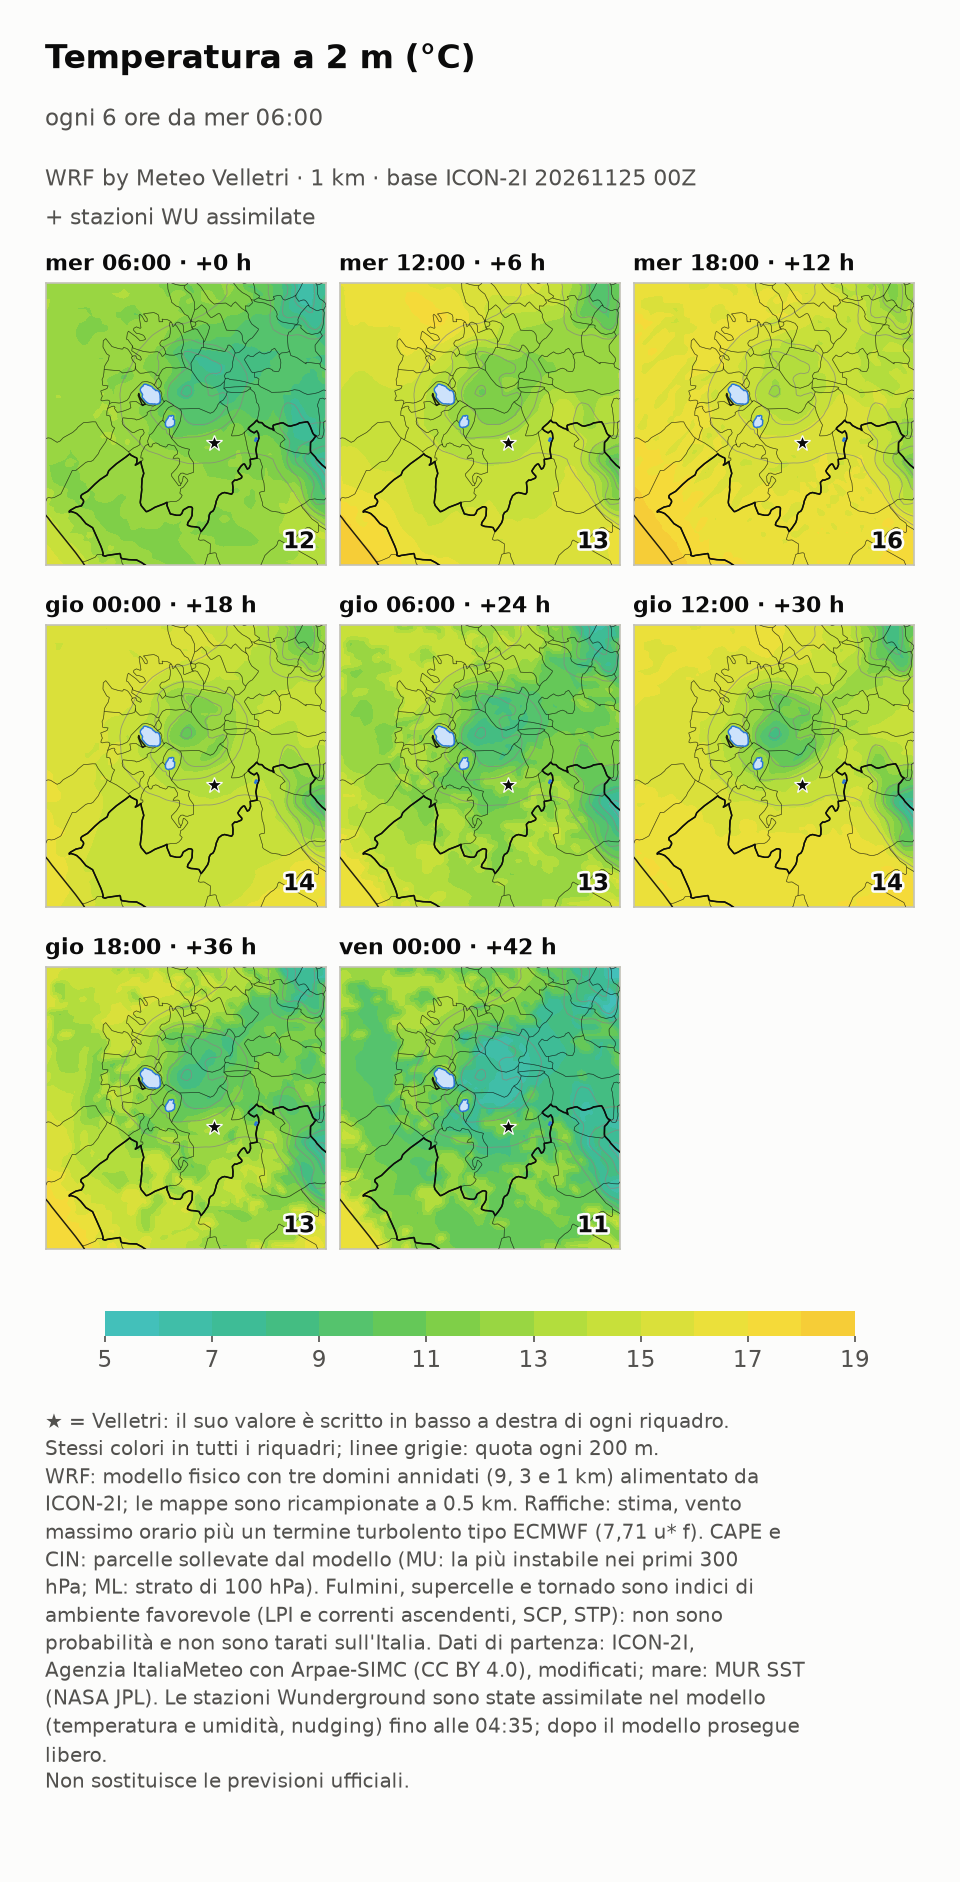 Temperatura a 2 m (°C)
ogni 6 ore da mer 06:00
WRF by Meteo Velletri · 1 km · base ICON-2I 20261125 00Z
+ stazioni WU assimilate
mer 06:00 · +0 h
mer 12:00 · +6 h
mer 18:00 · +12 h
12
13
16
gio 00:00 · +18 h
gio 06:00 · +24 h
gio 12:00 · +30 h
14
13
14
gio 18:00 · +36 h
ven 00:00 · +42 h
13
11
5 7 9 11 13 15 17 19
★ = Velletri: il suo valore è scritto in basso a destra di ogni riquadro.
Stessi colori in tutti i riquadri; linee grigie: quota ogni 200 m.
WRF: modello fisico con tre domini annidati (9, 3 e 1 km) alimentato da
ICON-2I; le mappe sono ricampionate a 0.5 km. Raffiche: stima, vento
massimo orario più un termine turbolento tipo ECMWF (7,71 u* f). CAPE e
CIN: parcelle sollevate dal modello (MU: la più instabile nei primi 300
hPa; ML: strato di 100 hPa). Fulmini, supercelle e tornado sono indici di
ambiente favorevole (LPI e correnti ascendenti, SCP, STP): non sono
probabilità e non sono tarati sull'Italia. Dati di partenza: ICON-2I,
Agenzia ItaliaMeteo con Arpae-SIMC (CC BY 4.0), modificati; mare: MUR SST
(NASA JPL). Le stazioni Wunderground sono state assimilate nel modello
(temperatura e umidità, nudging) fino alle 04:35; dopo il modello prosegue
libero.
Non sostituisce le previsioni ufficiali.